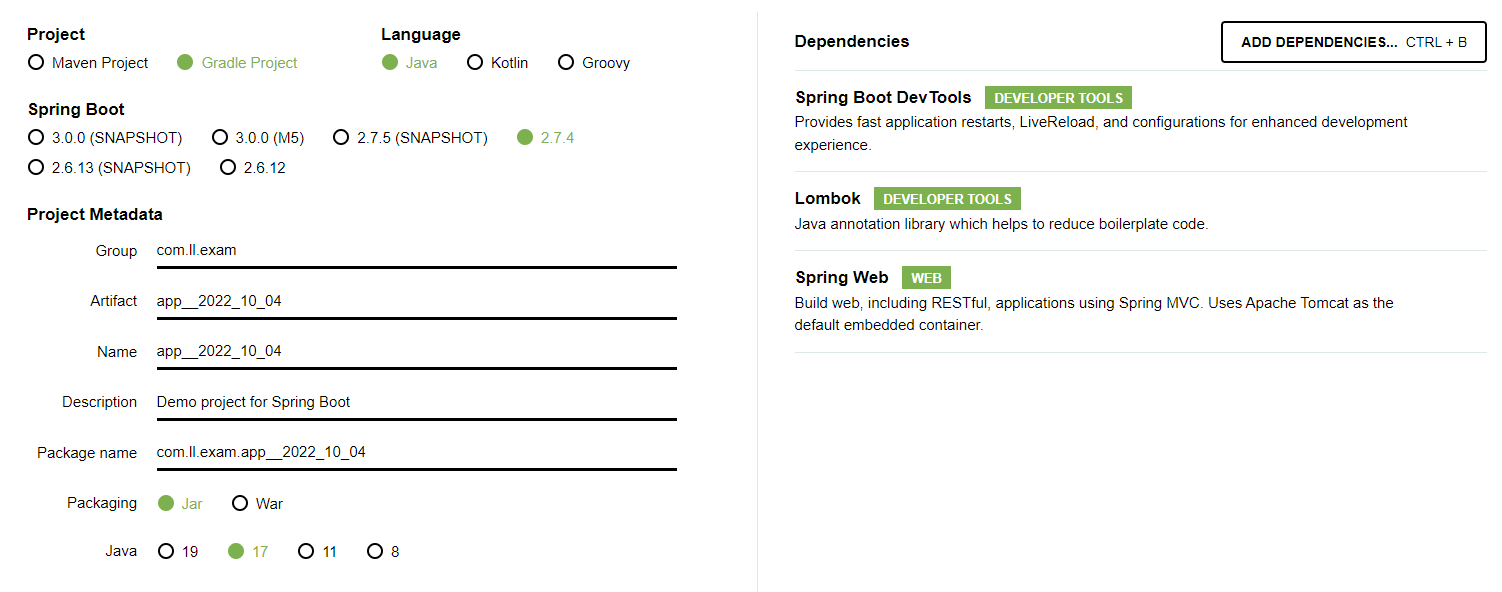 Project
Maven Project Gradle Project
Language
Java Kotlin Groovy
Spring Boot
3.0.0 (SNAPSHOT) 3.0.0 (M5) 2.7.5 (SNAPSHOT) 2.7.4
2.6.13 (SNAPSHOT) 2.6.12
Project Metadata
Group com.ll.exam
Artifact app__2022_10_04
Name app__2022_10_04
Description Demo project for Spring Boot
Package name com.ll.exam.app__2022_10_04
Packaging Jar War
Java 19 17 11 8
Dependencies
ADD DEPENDENCIES... CTRL + B
Spring Boot DevTools DEVELOPER TOOLS
Provides fast application restarts, LiveReload, and configurations for enhanced development
experience.
Lombok DEVELOPER TOOLS
Java annotation library which helps to reduce boilerplate code.
Spring Web WEB
Build web, including RESTful, applications using Spring MVC. Uses Apache Tomcat as the
default embedded container.